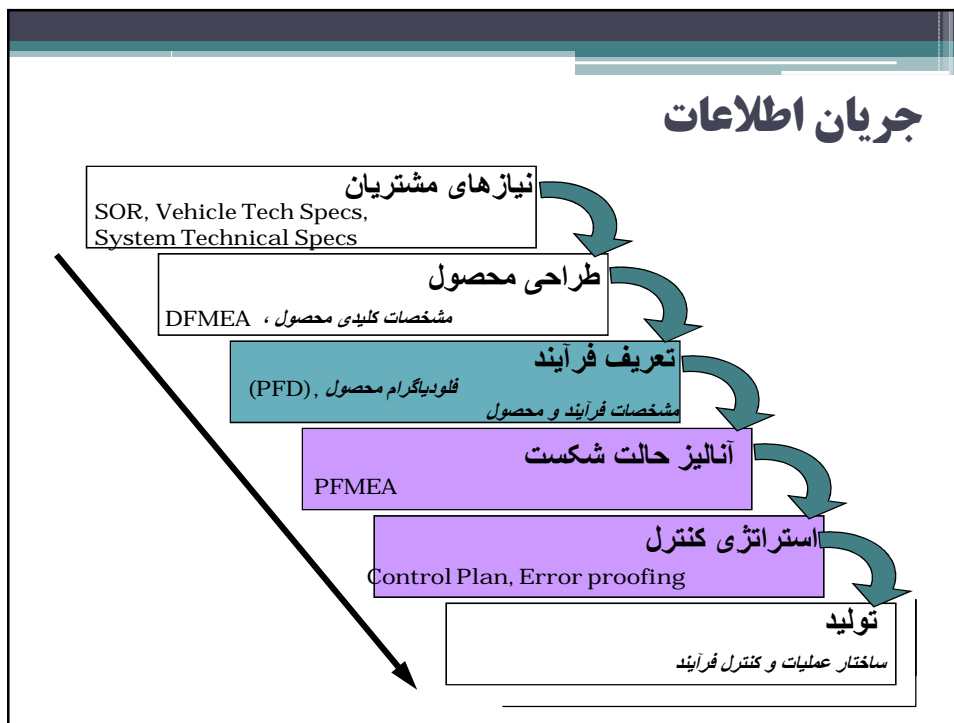 جریان اطلاعات
نیازهای مشتریان
SOR, Vehicle Tech Specs,
System Technical Specs
طراحی محصول
مشخصات کلیدی محصول ، DFMEA
تعریف فرآیند
فلودیاگرام محصول , (PFD)
مشخصات فرآیند و محصول
آنالیز حالت شکست
PFMEA
استراتژی کنترل
Control Plan, Error proofing
تولید
ساختار عملیات و کنترل فرآیند